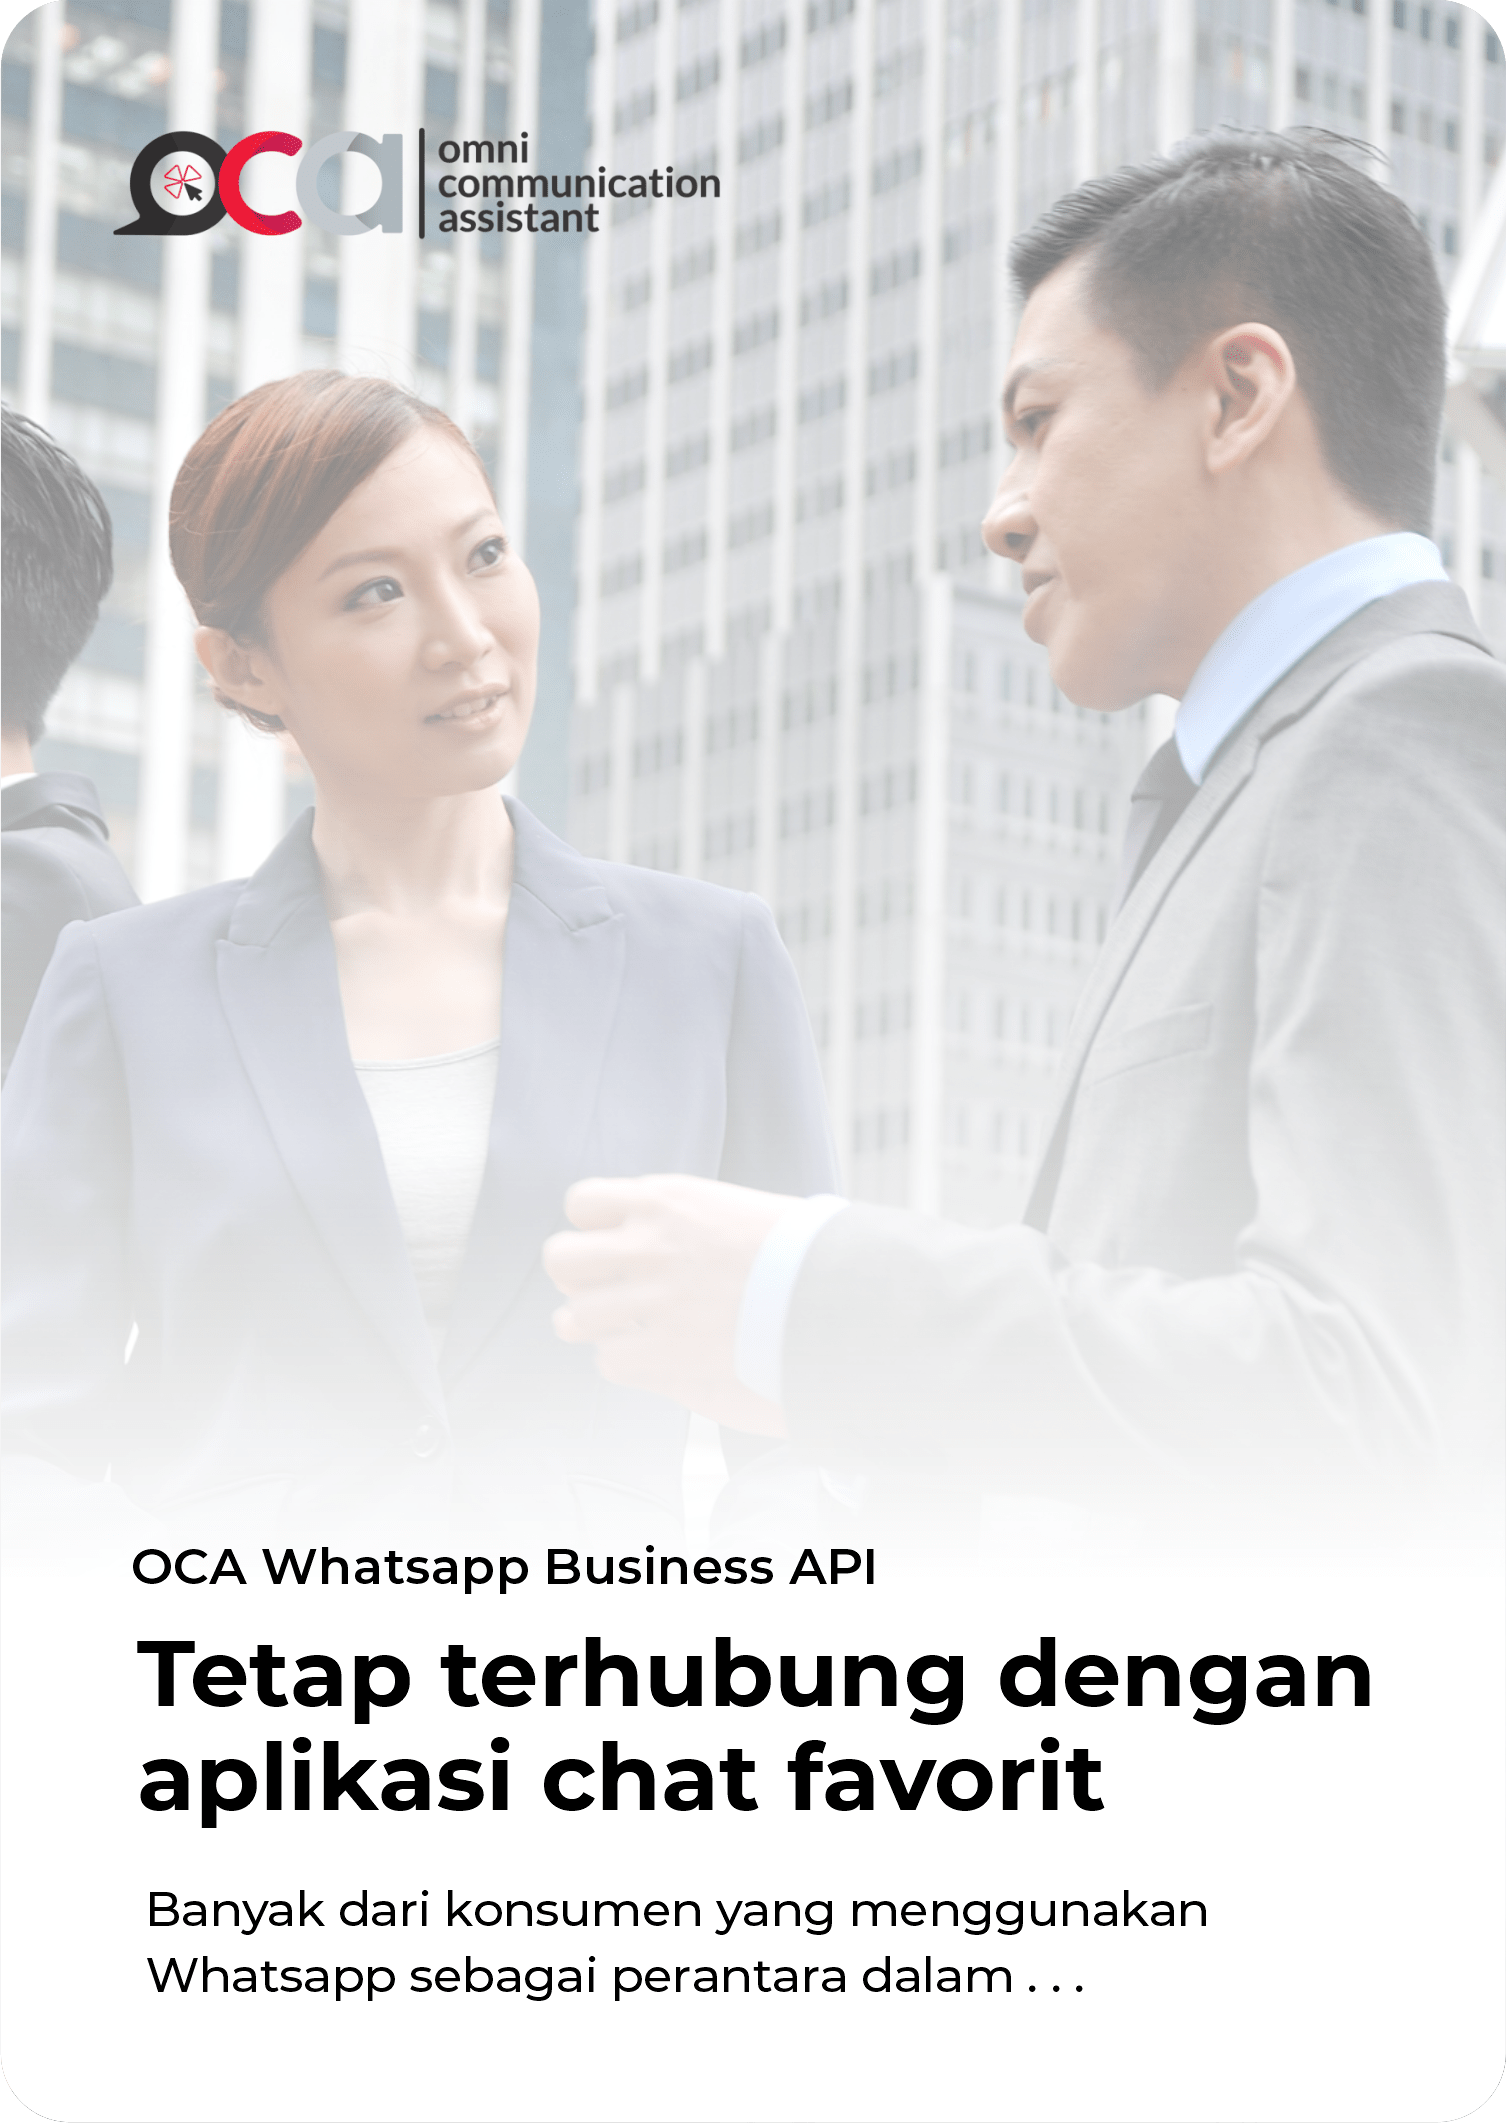 oca
omni
communication
assistant
OCA Whatsapp Business API
Tetap terhubung dengan
aplikasi chat favorit
Banyak dari konsumen yang menggunakan
Whatsapp sebagai perantara dalam . . .